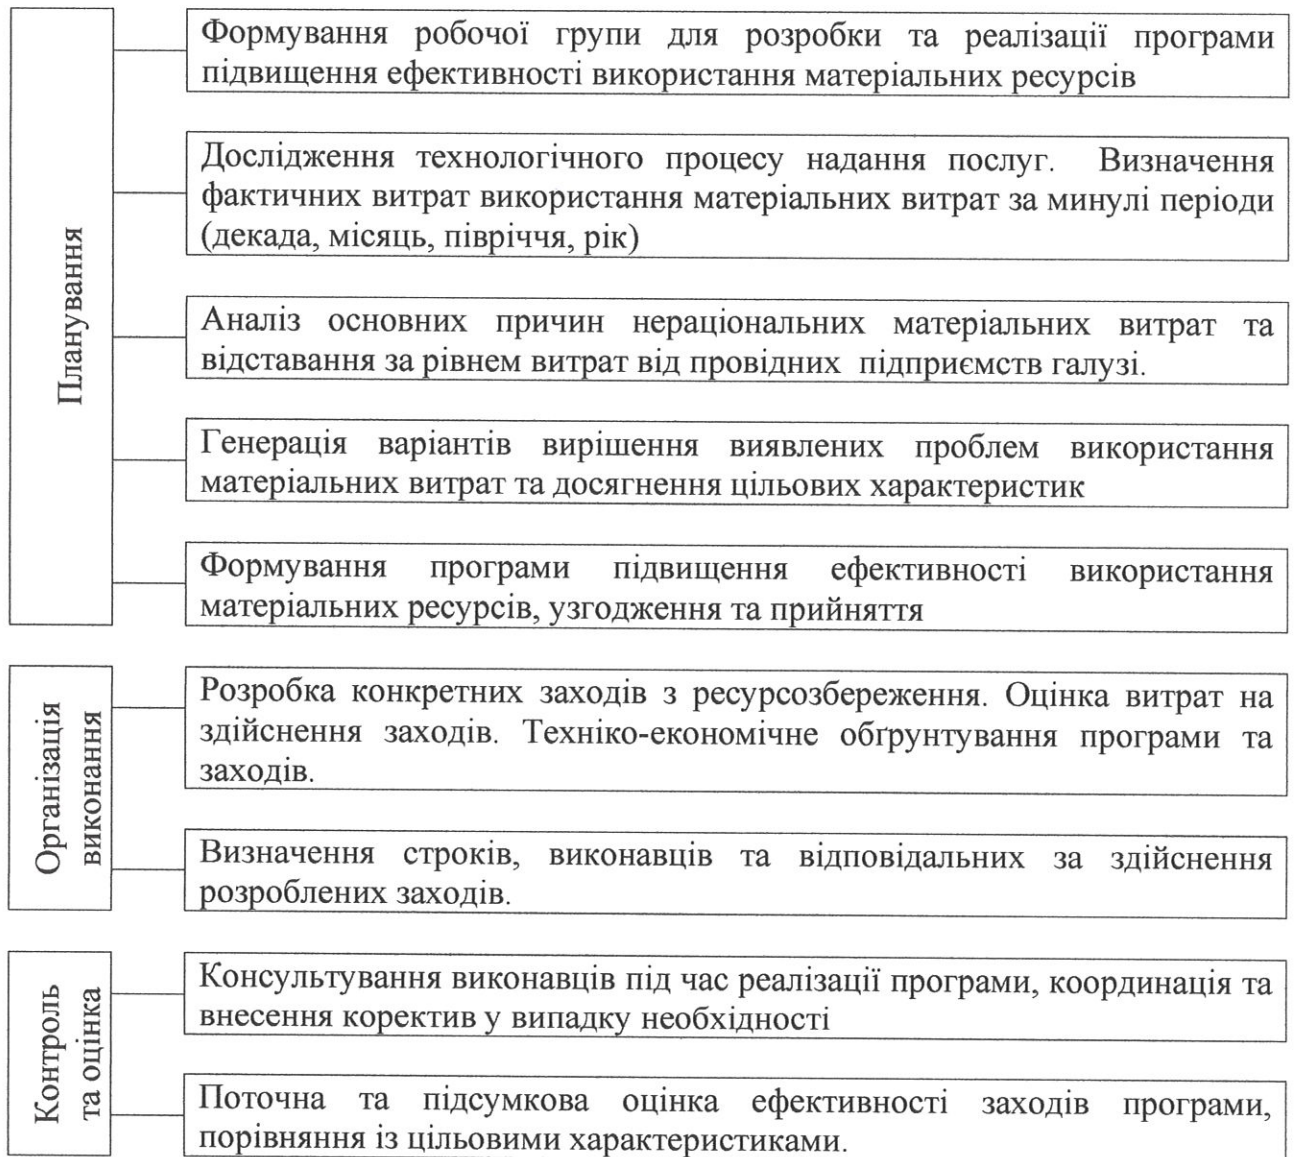 Планування
Формування робочої групи для розробки та реалізації програми
підвищення ефективності використання матеріальних ресурсів
Дослідження технологічного процесу надання послуг. Визначення
фактичних витрат використання матеріальних витрат за минулі періоди
(декада, місяць, півріччя, рік)
Аналіз основних причин нераціональних матеріальних витрат та
відставання за рівнем витрат від провідних підприємств галузі.
Генерація варіантів вирішення виявлених проблем використання
матеріальних витрат та досягнення цільових характеристик
Формування програми підвищення ефективності використання
матеріальних ресурсів, узгодження та прийняття
Організація
виконання
Розробка конкретних заходів з ресурсозбереження. Оцінка витрат на
здійснення заходів. Техніко-економічне обґрунтування програми та
заходів.
Визначення строків, виконавців та відповідальних за здійснення
розроблених заходів.
Контроль
та оцінка
Консультування виконавців під час реалізації програми, координація та
внесення коректив у випадку необхідності
Поточна та підсумкова оцінка ефективності заходів програми,
порівняння із цільовими характеристиками.